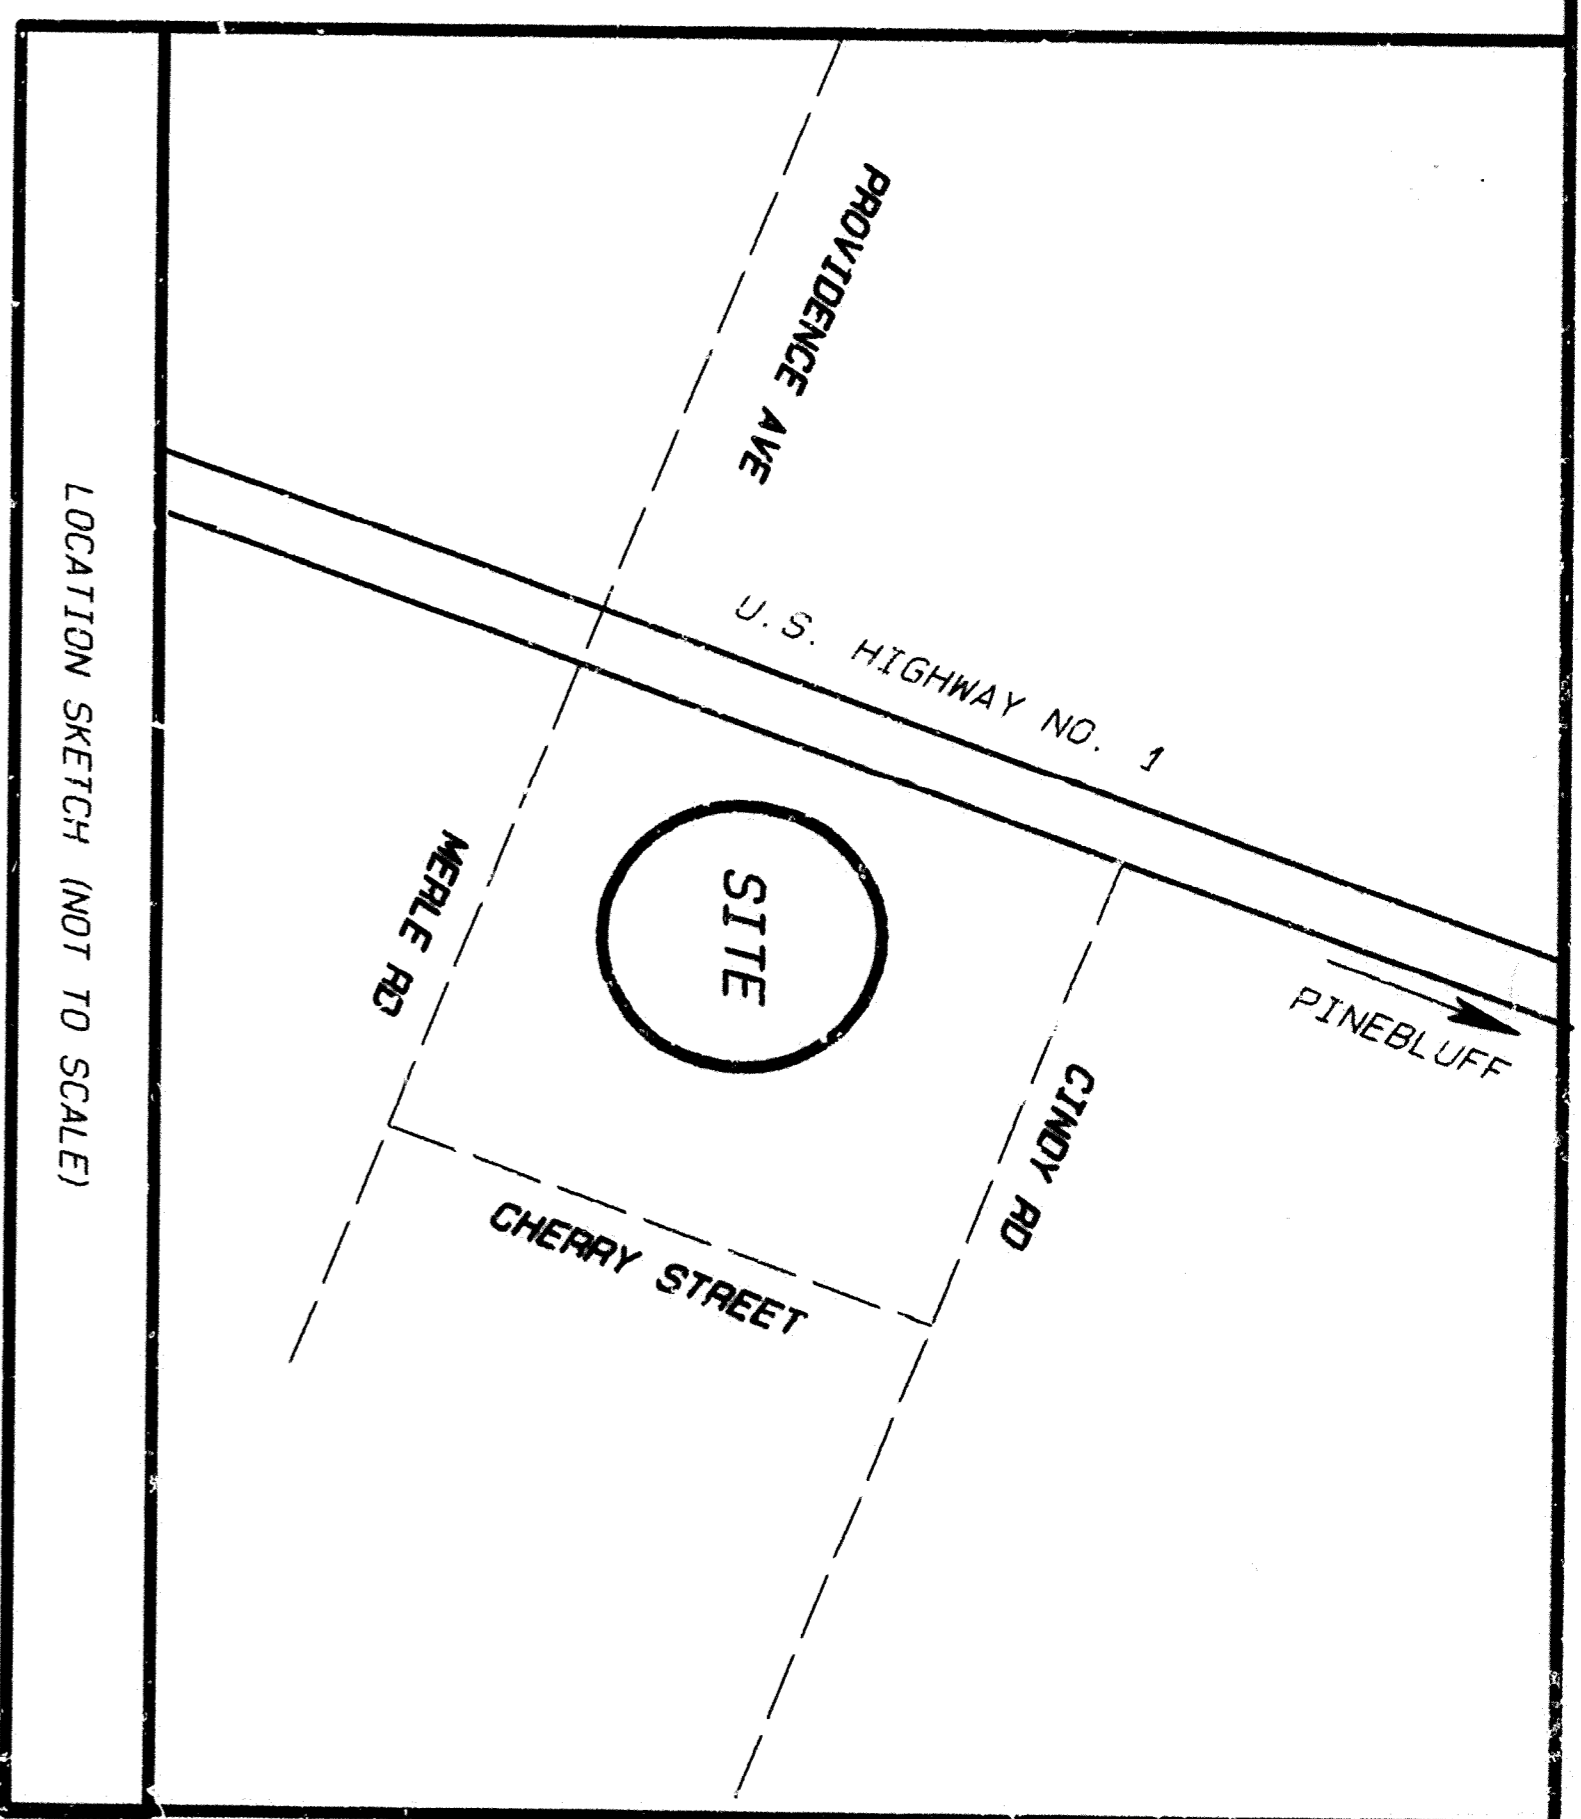 PROVIDENCE AVE
U.S. HIGHWAY NO. 1
PINEBLUFF
SITE
MERLE RD
CINDY RD
CHERRY STREET
LOCATION SKETCH (NOT TO SCALE)